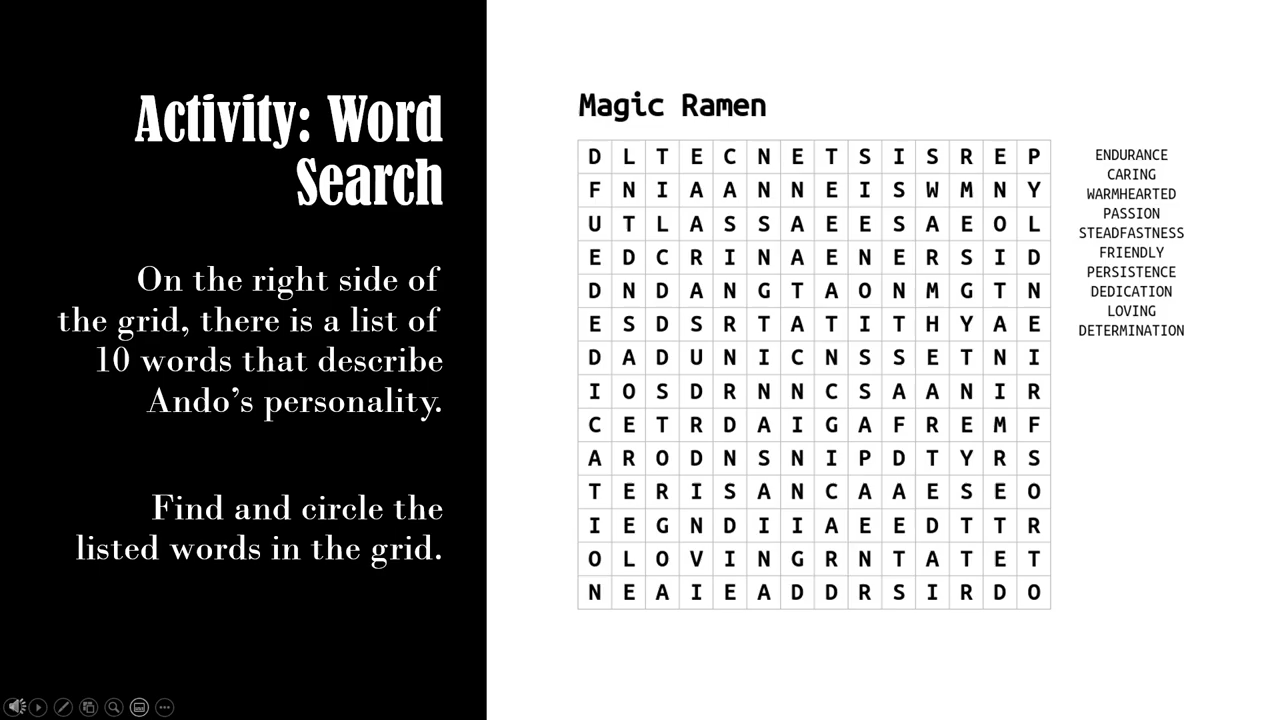 Activity: Word
Search
On the right side of
the grid, there is a list of
10 words that describe
Ando's personality.
Find and circle the
listed words in the grid.
Magic Ramen
D L T E C N E T S I S R E P
F N I A A N N E I S W M N Y
U T L A S S A E E S A E O L
E D C R I N A E N E R S I D
D N D A N G T A O N M G T N
E S D S R T A T I T H Y A E
D A D U N I C N S S E T N I
I O S D R N N C S A A N I R
C E T R D A I G A F R E M F
A R O D N S N I P D T Y R S
T E R I S A N C A A E S E O
I E G N D I I A E E D T T R
O L O V I N G R N T A T E T
N E A I E A D D R S I R D O
ENDURANCE
CARING
WARMHEARTED
PASSION
STEADFASTNESS
FRIENDLY
PERSISTENCE
DEDICATION
LOVING
DETERMINATION